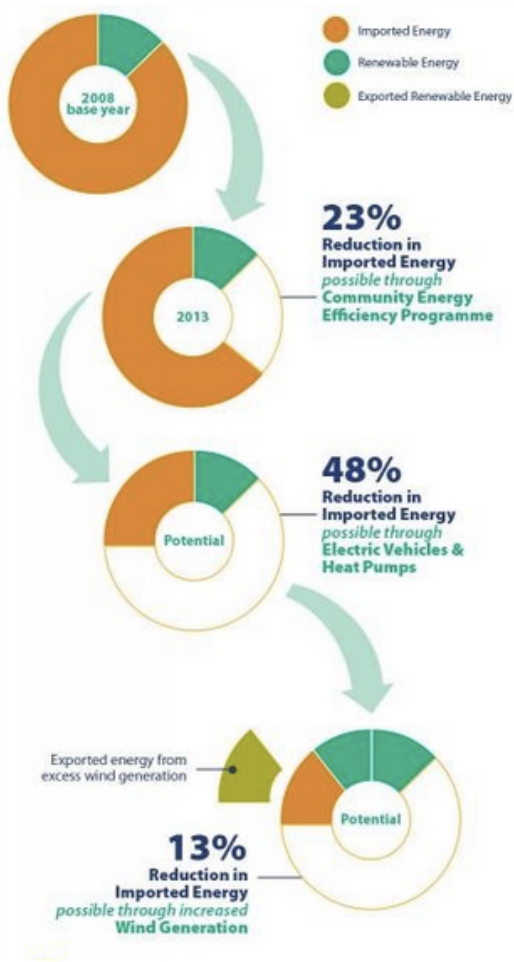 Imported Energy
Renewable Energy
Exported Renewable Energy
2008
base year
23%
Reduction in
Imported Energy
possible through
Community Energy
Efficiency Programme
2013
48%
Reduction in
Imported Energy
possible through
Electric Vehicles &
Heat Pumps
Potential
Exported energy from
excess wind generation
Potential
13%
Reduction in
Imported Energy
possible through increased
Wind Generation